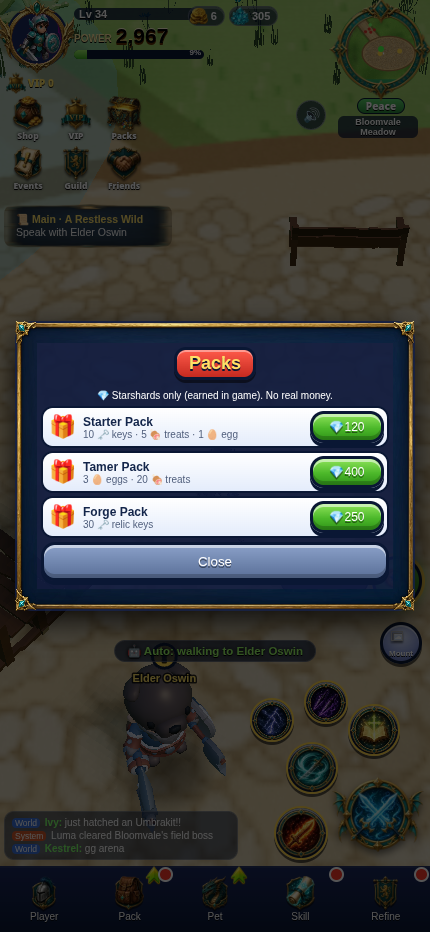 Lv 34
6
305
POWER 2,967
9%
VIP 0
Peace
Bloomvale
Meadow
Shop
VIP
Packs
Events
Guild
Friends
Main · A Restless Wild
Speak with Elder Oswin
Packs
Starshards only (earned in game). No real money.
Starter Pack
10 keys · 5 treats · 1 egg
120
Tamer Pack
3 eggs · 20 treats
400
Forge Pack
30 relic keys
250
Close
Auto: walking to Elder Oswin
Mount
Elder Oswin
World Ivy: just hatched an Umbrakit!!
System Luma cleared Bloomvale's field boss
World Kestrel: gg arena
Player
Pack
Pet
Skill
Refine